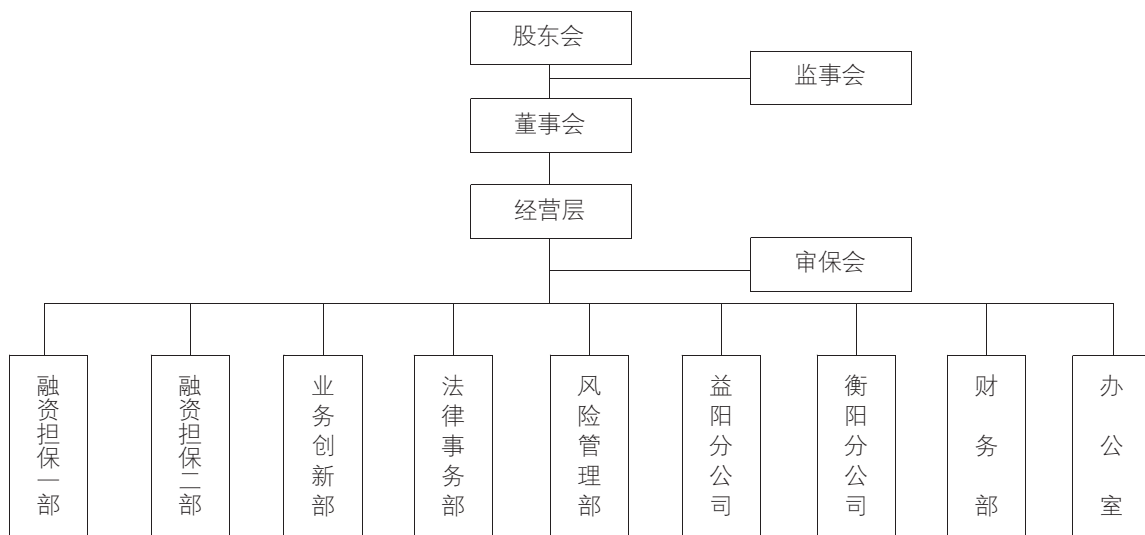 股东会
监事会
董事会
经营层
审保会
融资担保一部
融资担保二部
业务创新部
法律事务部
风险管理部
益阳分公司
衡阳分公司
财务部
办公室